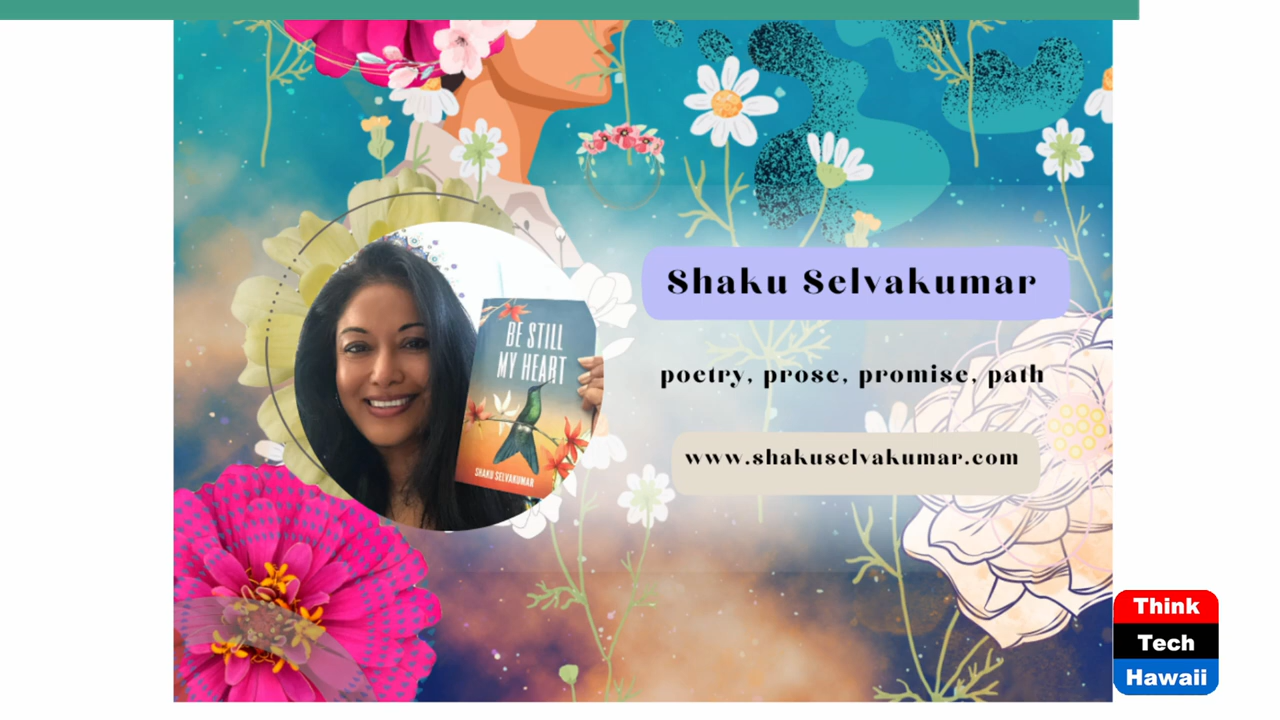 Shaku Selvakumar
BE STILL
MY HEART
poetry, prose, promise, path
www.shakuselvakumar.com
SHAKU SELVAKUMAR
Think
Tech
Hawaii